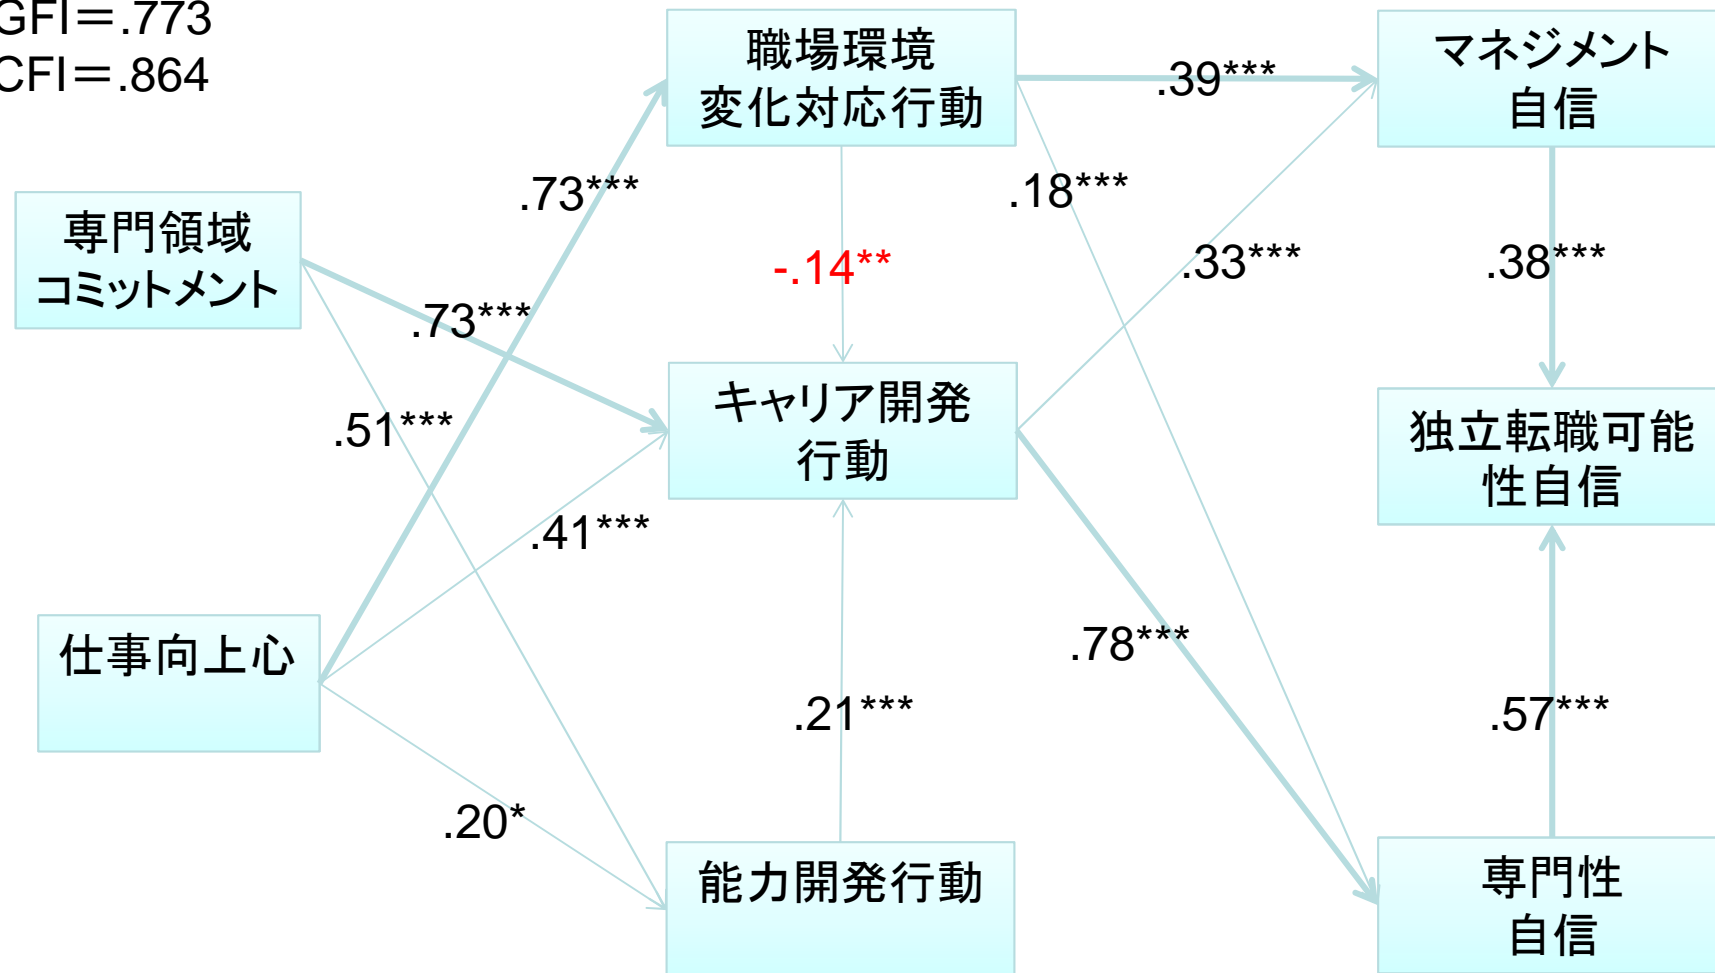 GFI＝.773
CFI＝.864
職場環境
変化対応行動
マネジメント
自信
.39***
.73***
.18***
専門領域
コミットメント
-.14**
.33***
.38***
.73***
キャリア開発
行動
.51***
独立転職可能
性自信
.41***
仕事向上心
.78***
.21***
.57***
.20*
能力開発行動
専門性
自信